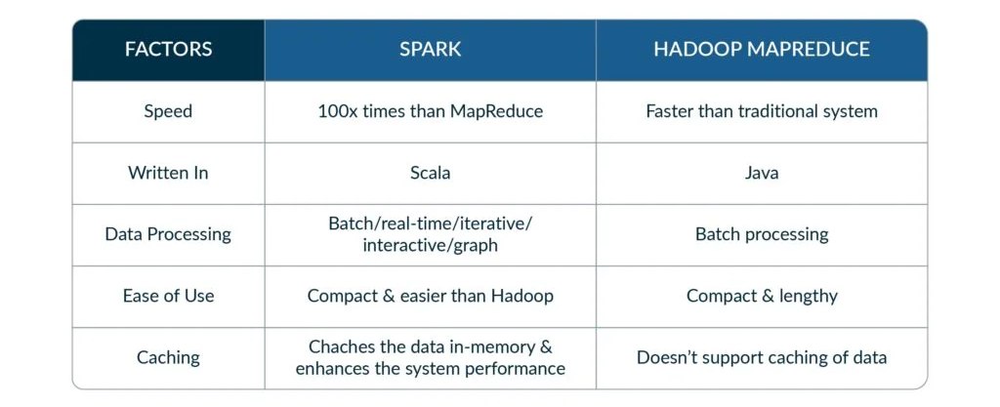 FACTORS SPARK HADOOP MAPREDUCE
Speed 100x times than MapReduce Faster than traditional system
Written In Scala Java
Data Processing Batch/real-time/iterative/
interactive/graph Batch processing
Ease of Use Compact & easier than Hadoop Compact & lengthy
Caching Chaches the data in-memory &
enhances the system performance Doesn’t support caching of data